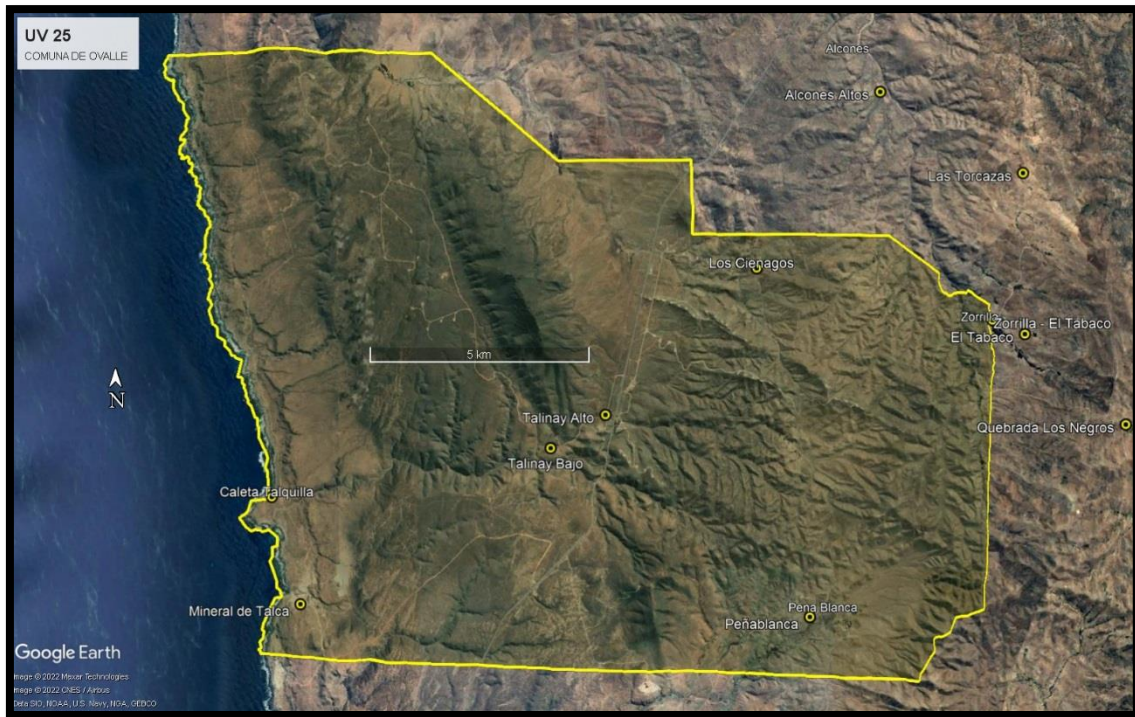 UV 25
COMUNA DE OVALLE
Alcones
Alcones Altos
Las Torcazas
Los Cienagos
Zorrilla
Zorrilla - El Tabaco
El Tabaco
5 km
N
Talinay Alto
Quebrada Los Negros
Talinay Bajo
Caleta Talquilla
Mineral de Talca
Pena Blanca
Peñablanca
Google Earth
Image © 2022 Maxar Technologies
Image © 2022 CNES / Airbus
Data SIO, NOAA, U.S. Navy, NGA, GEBCO